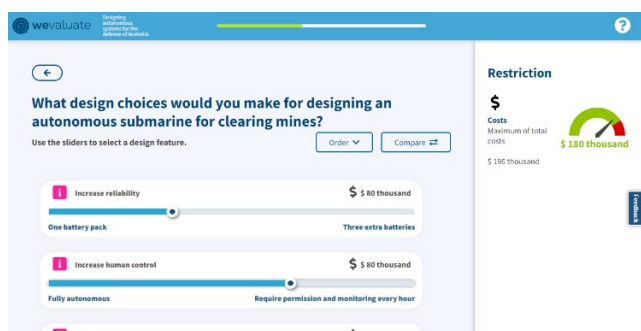 wevaluate
Designing
autonomous
systems for the
defence of Australia
?
Restriction
What design choices would you make for designing an
autonomous submarine for clearing mines?
Use the sliders to select a design feature.
Order
Compare
$
Costs
Maximum of total
costs
$ 180 thousand
$ 196 thousand
i Increase reliability $ $ 80 thousand
One battery pack Three extra batteries
Feedback
i Increase human control $ $ 80 thousand
Fully autonomous Require permission and monitoring every hour